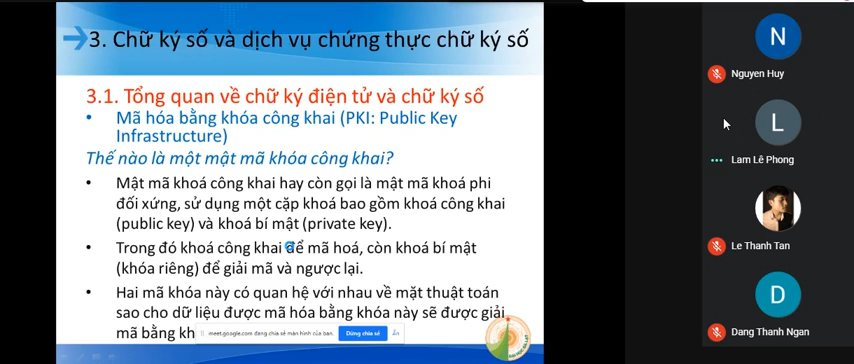 3. Chữ ký số và dịch vụ chứng thực chữ ký số
3.1. Tổng quan về chữ ký điện tử và chữ ký số
• Mã hóa bằng khóa công khai (PKI: Public Key
Infrastructure)
Thế nào là một mật mã khóa công khai?
• Mật mã khoá công khai hay còn gọi là mật mã khoá phi
đối xứng, sử dụng một cặp khoá bao gồm khoá công khai
(public key) và khoá bí mật (private key).
• Trong đó khoá công khai để mã hoá, còn khoá bí mật
(khóa riêng) để giải mã và ngược lại.
• Hai mã khóa này có quan hệ với nhau về mặt thuật toán
sao cho dữ liệu được mã hóa bằng khóa này sẽ được giải
mã bằng kh
meet.google.com đang chia sẻ màn hình của bạn. Dừng chia sẻ Ẩn
N
Nguyen Huy
L
Lam Lê Phong
Le Thanh Tan
D
Dang Thanh Ngan